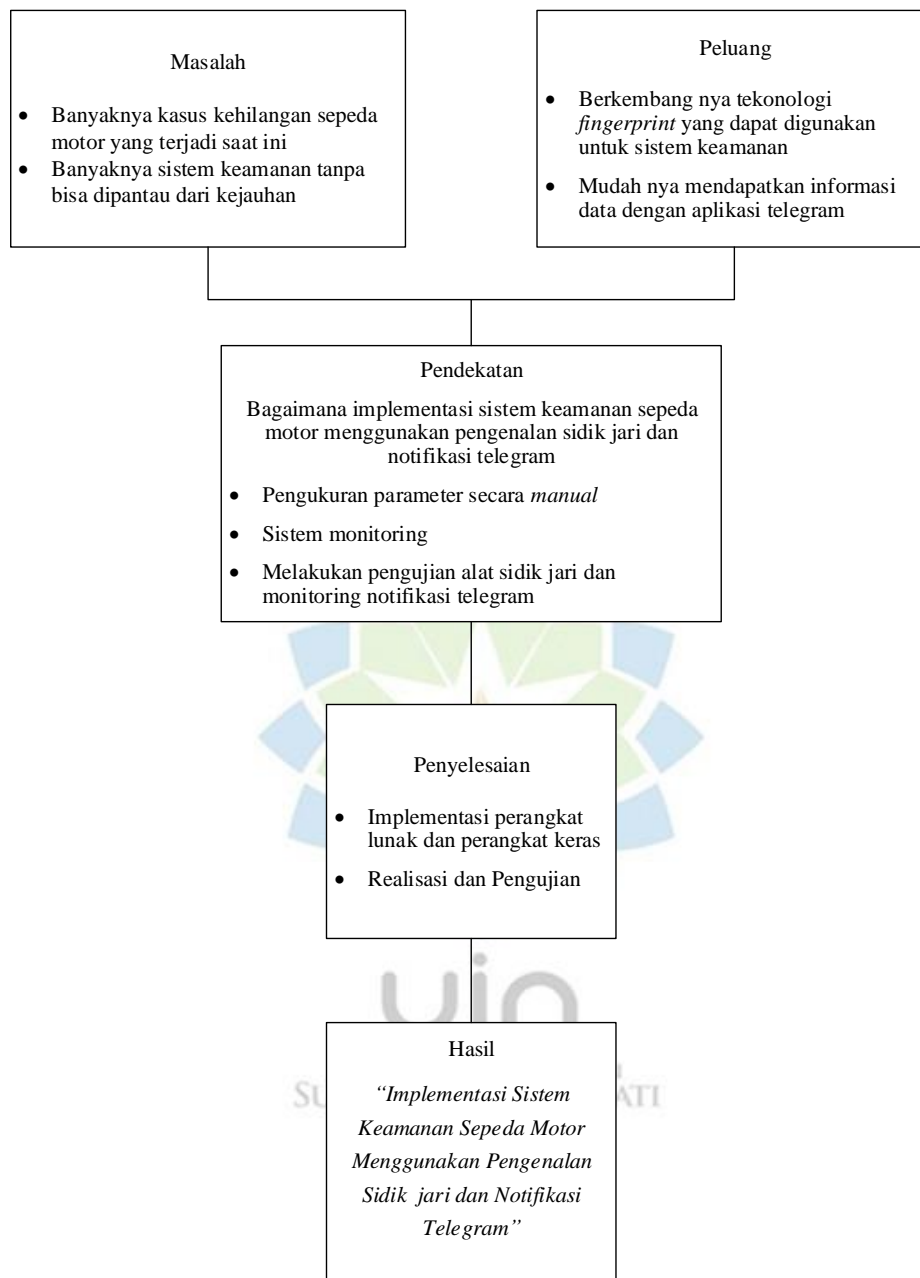 Masalah
• Banyaknya kasus kehilangan sepeda
motor yang terjadi saat ini
• Banyaknya sistem keamanan tanpa
bisa dipantau dari kejauhan
Peluang
• Berkembang nya tekonologi
fingerprint yang dapat digunakan
untuk sistem keamanan
• Mudah nya mendapatkan informasi
data dengan aplikasi telegram
Pendekatan
Bagaimana implementasi sistem keamanan sepeda
motor menggunakan pengenalan sidik jari dan
notifikasi telegram
• Pengukuran parameter secara manual
• Sistem monitoring
• Melakukan pengujian alat sidik jari dan
monitoring notifikasi telegram
Penyelesaian
• Implementasi perangkat
lunak dan perangkat keras
• Realisasi dan Pengujian
uin
Hasil
“Implementasi Sistem
Keamanan Sepeda Motor
Menggunakan Pengenalan
Sidik jari dan Notifikasi
Telegram”